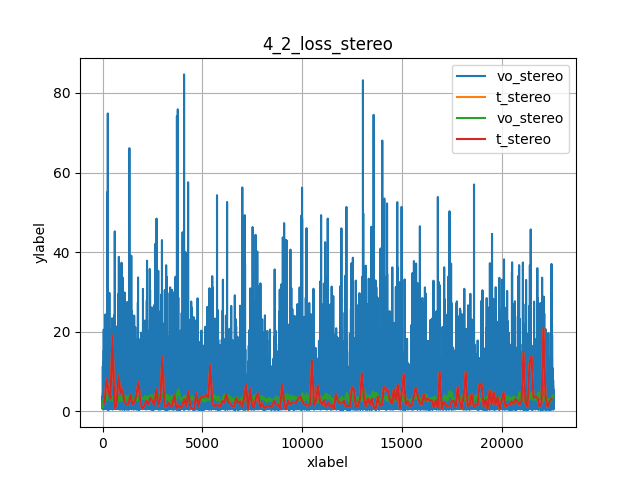 4_2_loss_stereo
vo_stereo
t_stereo
vo_stereo
t_stereo
80
60
40
20
0
ylabel
0 5000 10000 15000 20000
xlabel